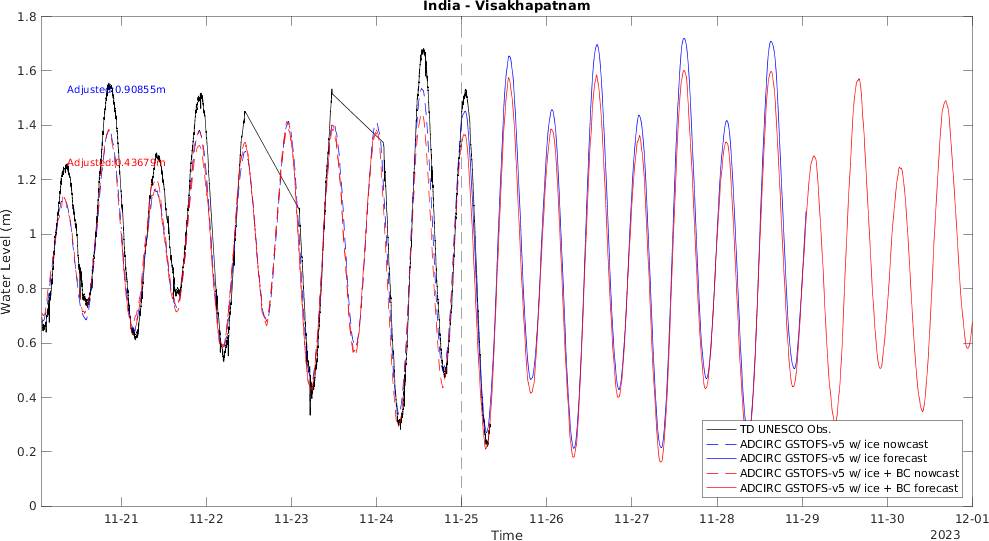 India - Visakhapatnam
Water Level (m)
1.8
1.6
1.4
1.2
1
0.8
0.6
0.4
0.2
0
Adjusted:0.90855m
Adjusted:0.43679m
TD UNESCO Obs.
ADCIRC GSTOFS-v5 w/ ice nowcast
ADCIRC GSTOFS-v5 w/ ice forecast
ADCIRC GSTOFS-v5 w/ ice + BC nowcast
ADCIRC GSTOFS-v5 w/ ice + BC forecast
11-21 11-22 11-23 11-24 11-25 11-26 11-27 11-28 11-29 11-30 12-01
Time
2023